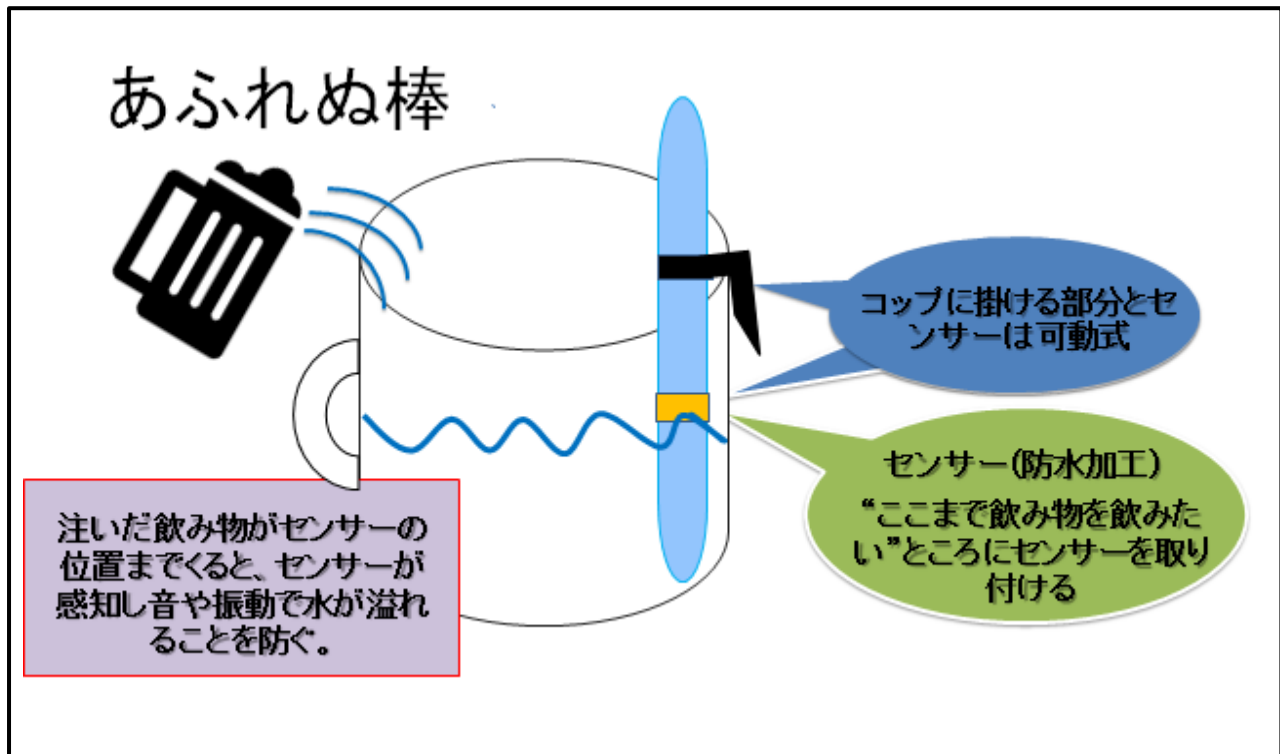 あふれぬ棒
コップに掛ける部分とセ
ンサーは可動式
センサー(防水加工)
“ここまで飲み物を飲みた
い”ところにセンサーを取り
付ける
注いだ飲み物がセンサーの
位置までくると、センサーが
感知し音や振動で水が溢れ
ることを防ぐ。